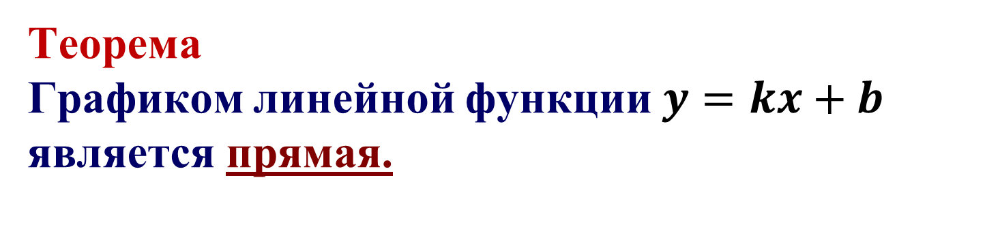 Теорема
Графиком линейной функции y = kx + b
является прямая.